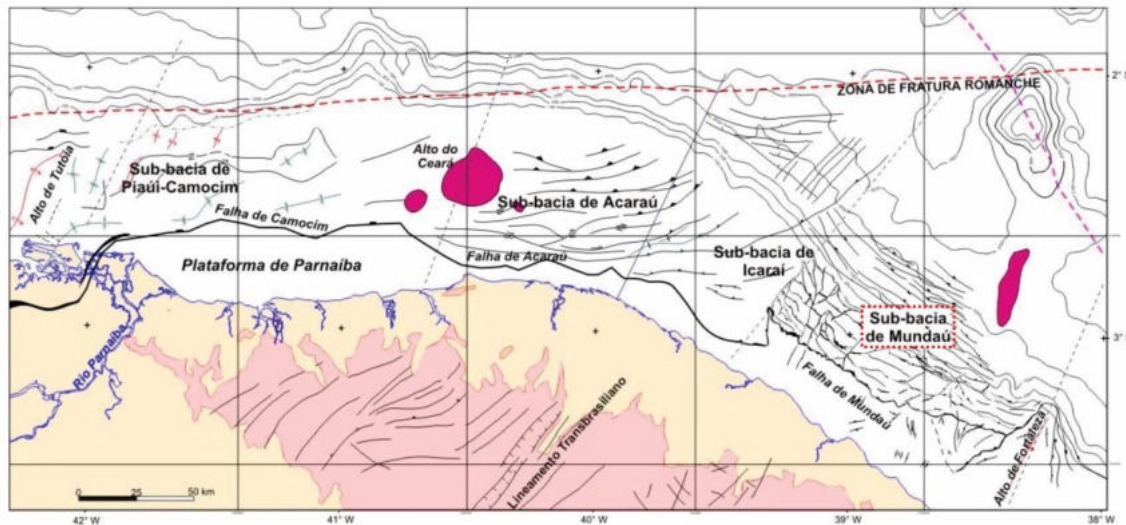 2° S
ZONA DE FRATURA ROMANCHE
Alto do
Ceará
Alto de Tutóia
Sub-bacia de
Piauí-Camocim
Sub-bacia de Acaraú
Falha de Camocim
Falha de Acaraú
Sub-bacia de
Icaraí
Plataforma de Parnaíba
Sub-bacia
de Mundaú
3° S
Rio Parnaíba
Falha de Mundaú
Lineamento Transbrasiliano
Alto de Fortaleza
0 25 50 km
42° W 41° W 40° W 39° W 38° W